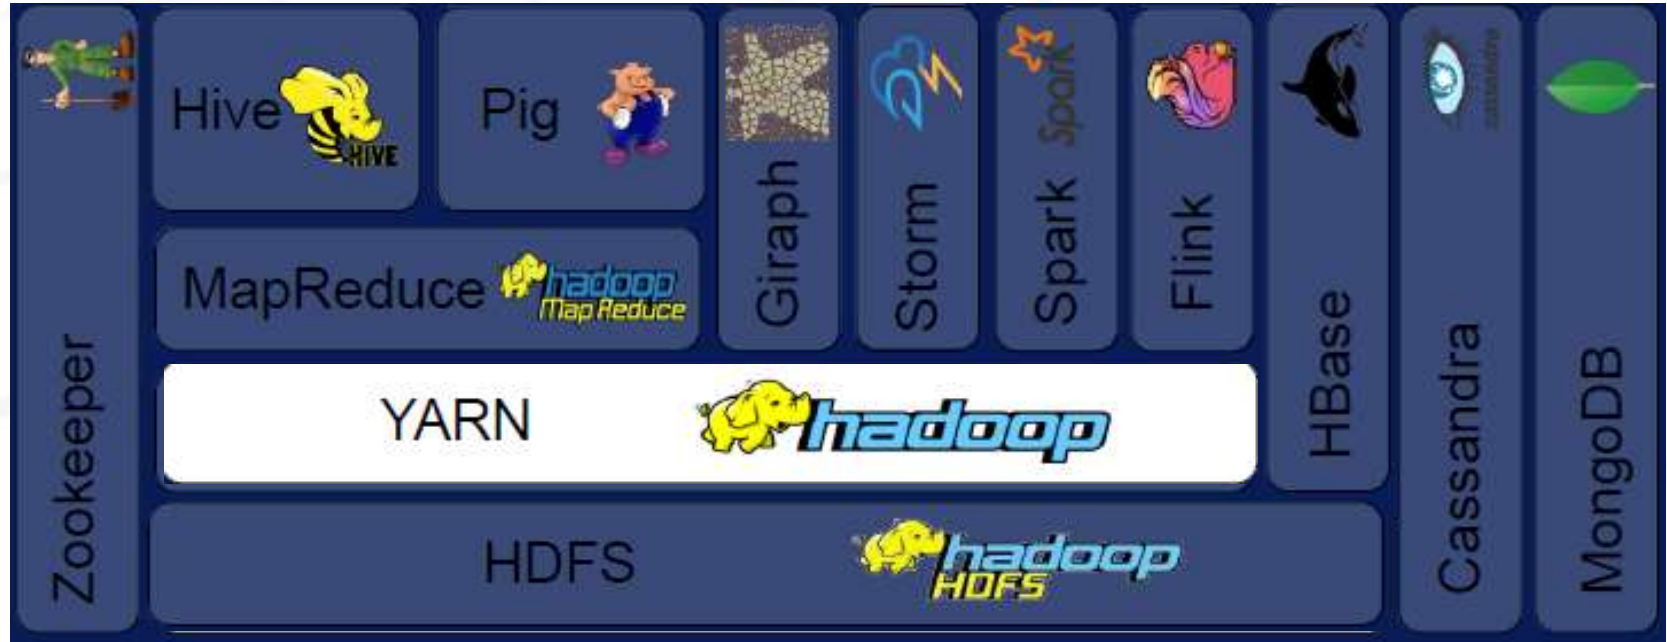 Zookeeper
Hive
HIVE
Pig
MapReduce
hadoop
Map Reduce
Giraph
Storm
Spark
Spark
Flink
HBase
cassandra
Cassandra
MongoDB
YARN
hadoop
HDFS
hadoop
HDFS